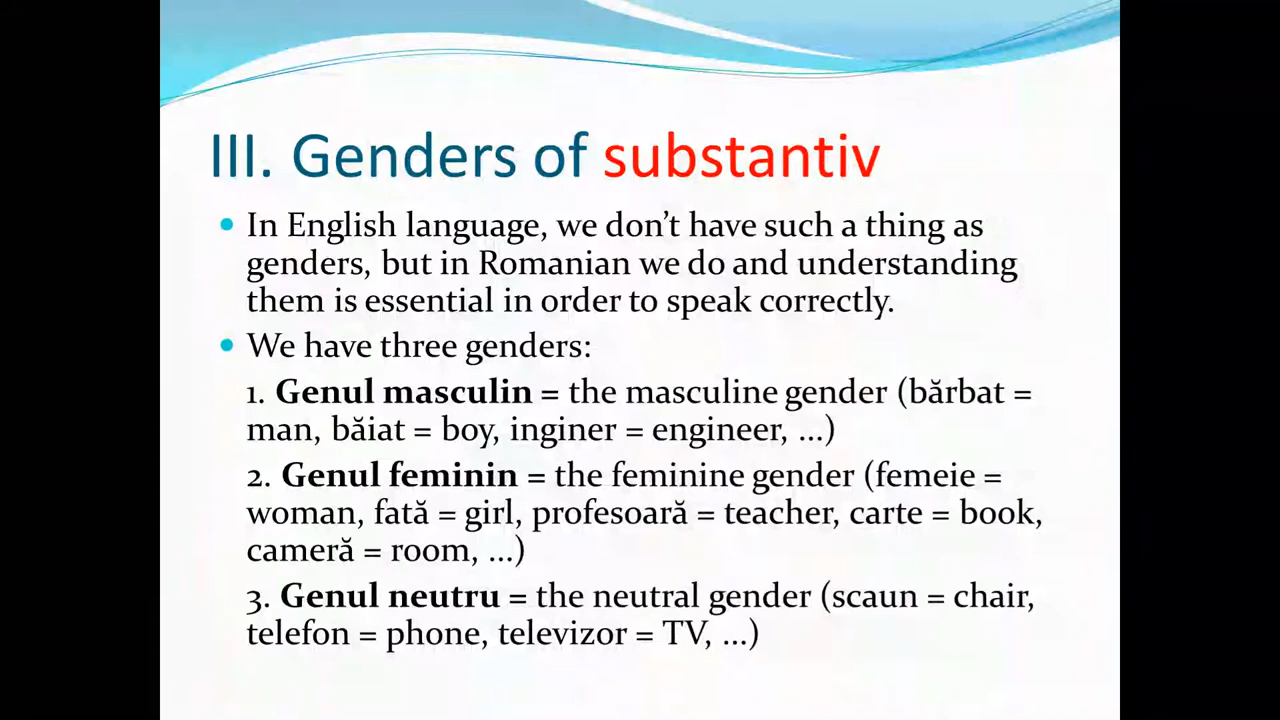 III. Genders of substantiv
In English language, we don’t have such a thing as
genders, but in Romanian we do and understanding
them is essential in order to speak correctly.
We have three genders:
1. Genul masculin = the masculine gender (bărbat =
man, băiat = boy, inginer = engineer, ...)
2. Genul feminin = the feminine gender (femeie =
woman, fată = girl, profesoară = teacher, carte = book,
cameră = room, ...)
3. Genul neutru = the neutral gender (scaun = chair,
telefon = phone, televizor = TV, ...)